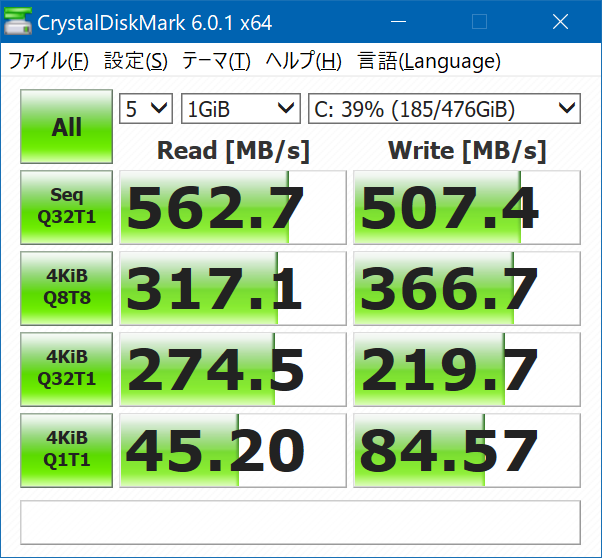 CrystalDiskMark 6.0.1 x64
ファイル(F) 設定(S) テーマ(T) ヘルプ(H) 言語(Language)
All 5 1GiB C: 39% (185/476GiB)
Read [MB/s] Write [MB/s]
Seq
Q32T1 562.7 507.4
4KiB
Q8T8 317.1 366.7
4KiB
Q32T1 274.5 219.7
4KiB
Q1T1 45.20 84.57